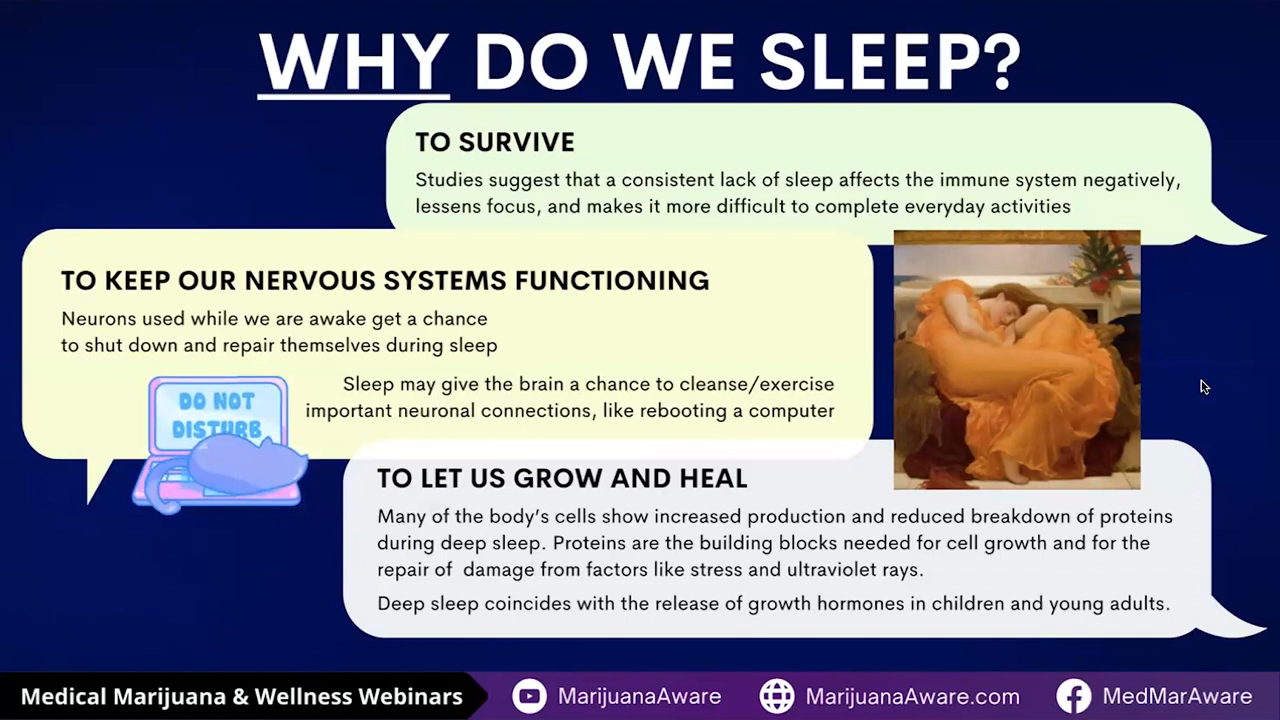 WHY DO WE SLEEP?
TO SURVIVE
Studies suggest that a consistent lack of sleep affects the immune system negatively,
lessens focus, and makes it more difficult to complete everyday activities
TO KEEP OUR NERVOUS SYSTEMS FUNCTIONING
Neurons used while we are awake get a chance
to shut down and repair themselves during sleep
Sleep may give the brain a chance to cleanse/exercise
important neuronal connections, like rebooting a computer
DO NOT
DISTURB
TO LET US GROW AND HEAL
Many of the body’s cells show increased production and reduced breakdown of proteins
during deep sleep. Proteins are the building blocks needed for cell growth and for the
repair of  damage from factors like stress and ultraviolet rays.
Deep sleep coincides with the release of growth hormones in children and young adults.
Medical Marijuana & Wellness Webinars
MarijuanaAware
MarijuanaAware.com
MedMarAware